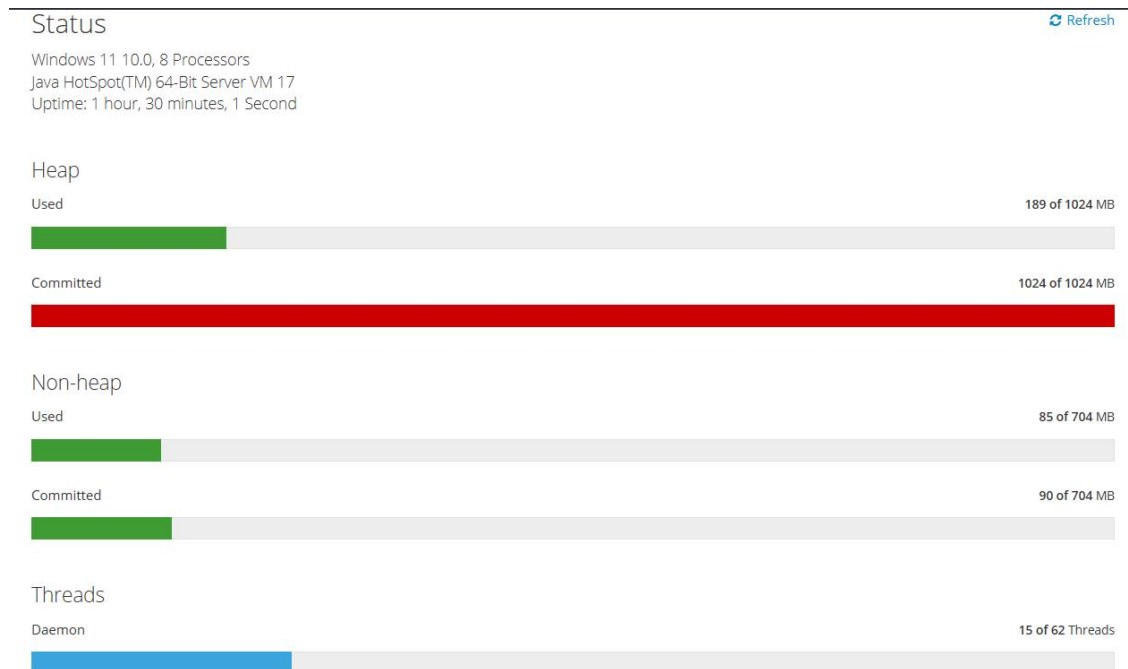 Status
Refresh
Windows 11 10.0, 8 Processors
Java HotSpot(TM) 64-Bit Server VM 17
Uptime: 1 hour, 30 minutes, 1 Second
Heap
Used 189 of 1024 MB
Committed 1024 of 1024 MB
Non-heap
Used 85 of 704 MB
Committed 90 of 704 MB
Threads
Daemon 15 of 62 Threads